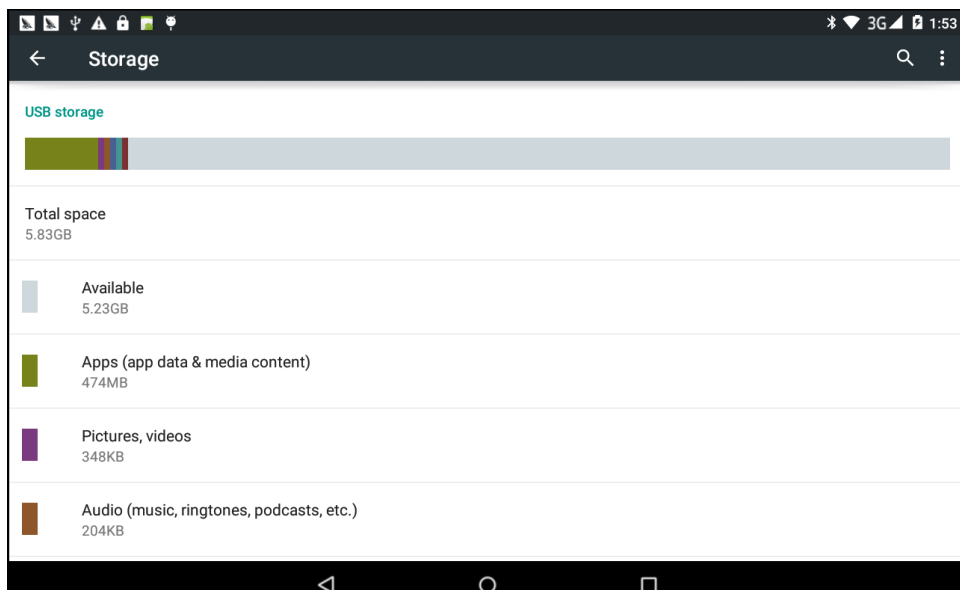 3G 1:53
Storage
USB storage
Total space
5.83GB
Available
5.23GB
Apps (app data & media content)
474MB
Pictures, videos
348KB
Audio (music, ringtones, podcasts, etc.)
204KB